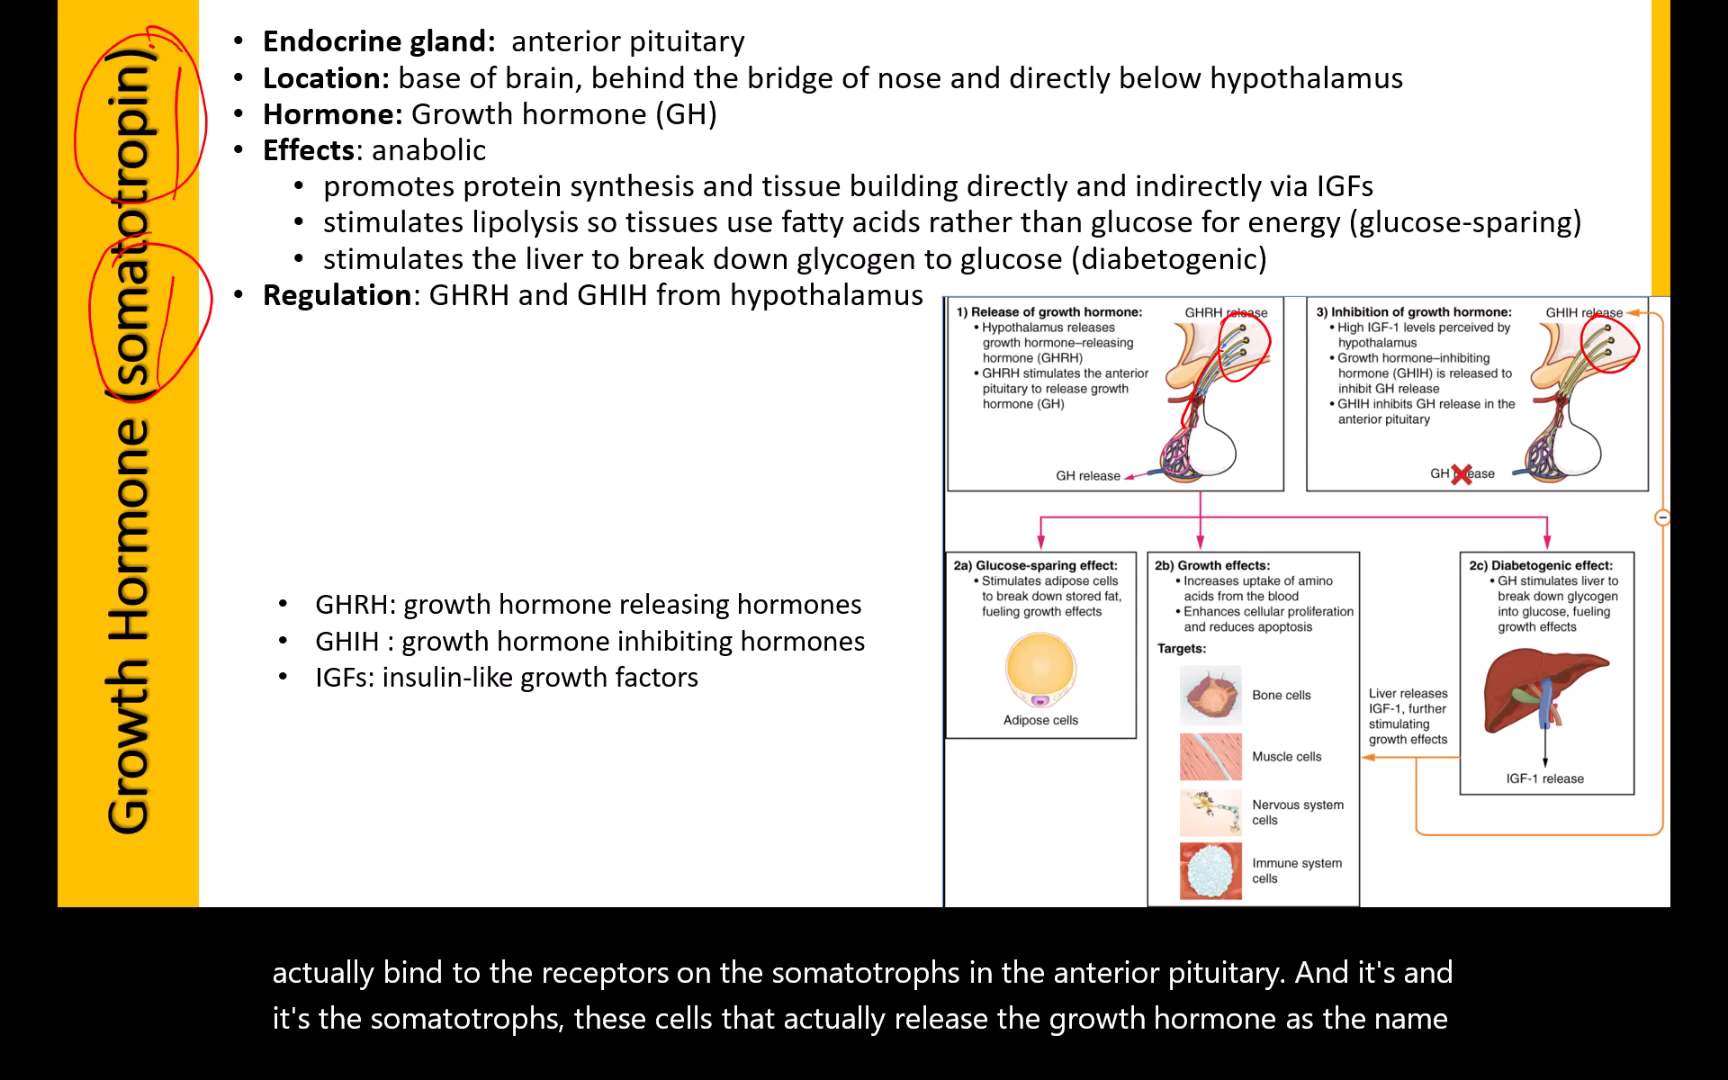 Growth Hormone (somatotropin)
• Endocrine gland:  anterior pituitary
• Location: base of brain, behind the bridge of nose and directly below hypothalamus
• Hormone: Growth hormone (GH)
• Effects: anabolic
• promotes protein synthesis and tissue building directly and indirectly via IGFs
• stimulates lipolysis so tissues use fatty acids rather than glucose for energy (glucose-sparing)
• stimulates the liver to break down glycogen to glucose (diabetogenic)
• Regulation: GHRH and GHIH from hypothalamus
• GHRH: growth hormone releasing hormones
• GHIH : growth hormone inhibiting hormones
• IGFs: insulin-like growth factors
1) Release of growth hormone:
• Hypothalamus releases
growth hormone–releasing
hormone (GHRH)
• GHRH stimulates the anterior
pituitary to release growth
hormone (GH)
GHRH release
GH release
3) Inhibition of growth hormone:
• High IGF-1 levels perceived by
hypothalamus
• Growth hormone–inhibiting
hormone (GHIH) is released to
inhibit GH release
• GHIH inhibits GH release in the
anterior pituitary
GHIH release
GH release
−
2a) Glucose-sparing effect:
• Stimulates adipose cells
to break down stored fat,
fueling growth effects
Adipose cells
2b) Growth effects:
• Increases uptake of amino
acids from the blood
• Enhances cellular proliferation
and reduces apoptosis
Targets:
Bone cells
Muscle cells
Nervous system
cells
Immune system
cells
Liver releases
IGF-1, further
stimulating
growth effects
2c) Diabetogenic effect:
• GH stimulates liver to
break down glycogen
into glucose, fueling
growth effects
IGF-1 release
actually bind to the receptors on the somatotrophs in the anterior pituitary. And it's and
it's the somatotrophs, these cells that actually release the growth hormone as the name